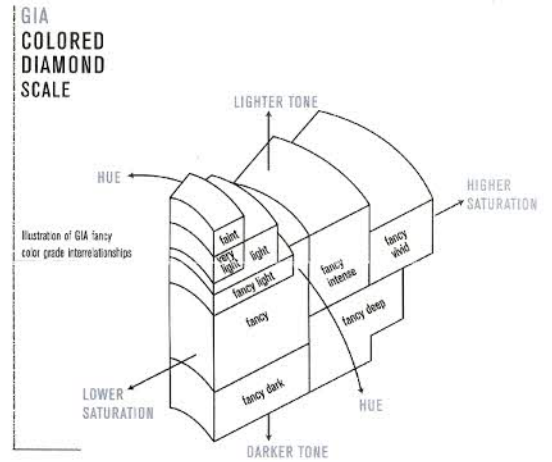 GIA
COLORED
DIAMOND
SCALE
LIGHTER TONE
HUE
HIGHER
SATURATION
Illustration of GIA fancy
color grade interrelationships
faint
very
light
light
fancy light
fancy
fancy
intense
fancy
vivid
fancy deep
fancy dark
LOWER
SATURATION
HUE
DARKER TONE